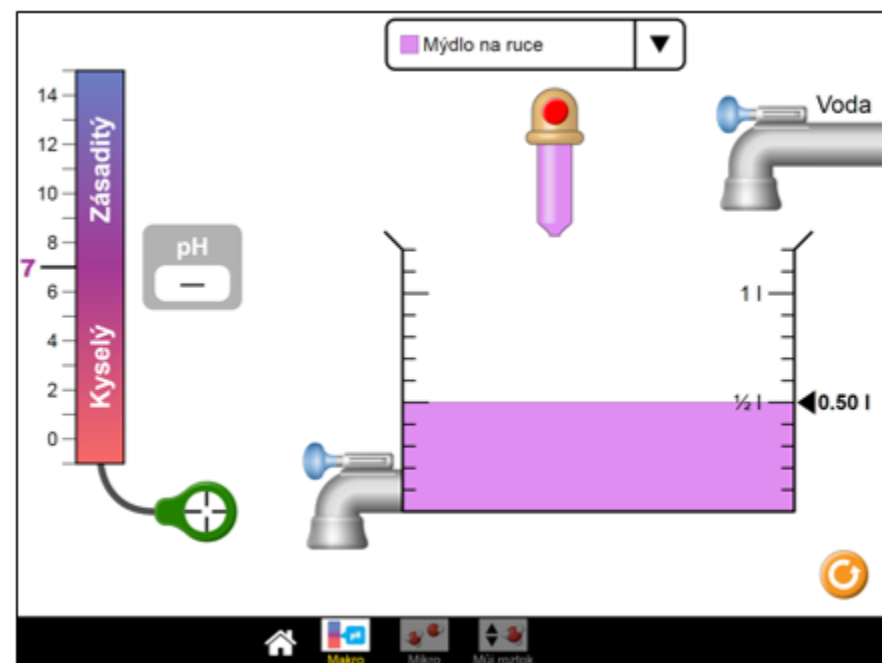 Mýdlo na ruce
Voda
14
12
10
8
7
6
4
2
0
Zásaditý
Kyselý
pH
—
1 l
½ l
0.50 l
Makro
Mikro
Můj roztok